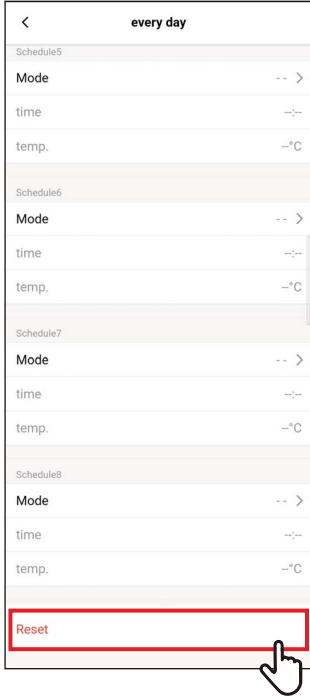 every day
Schedule5
Mode - -
time --:--
temp. --°C
Schedule6
Mode - -
time --:--
temp. --°C
Schedule7
Mode - -
time --:--
temp. --°C
Schedule8
Mode - -
time --:--
temp. --°C
Reset